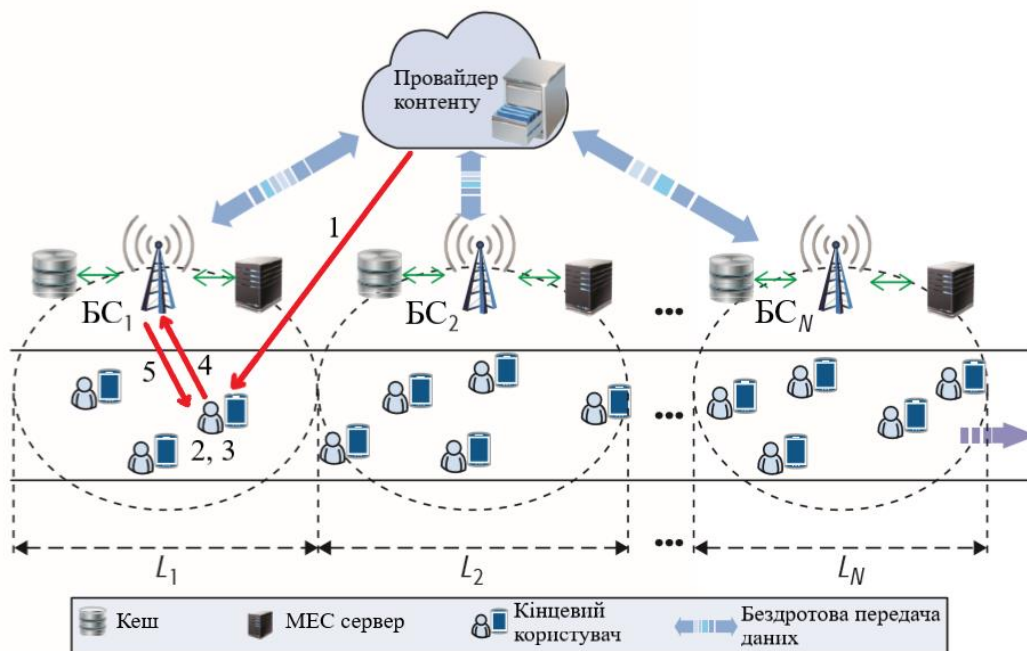 Провайдер
контенту
1
БС1
БС2
...
БСN
5
4
2, 3
...
L1
L2
...
LN
Кеш
МЕС сервер
Кінцевий
користувач
Бездротова передача
даних